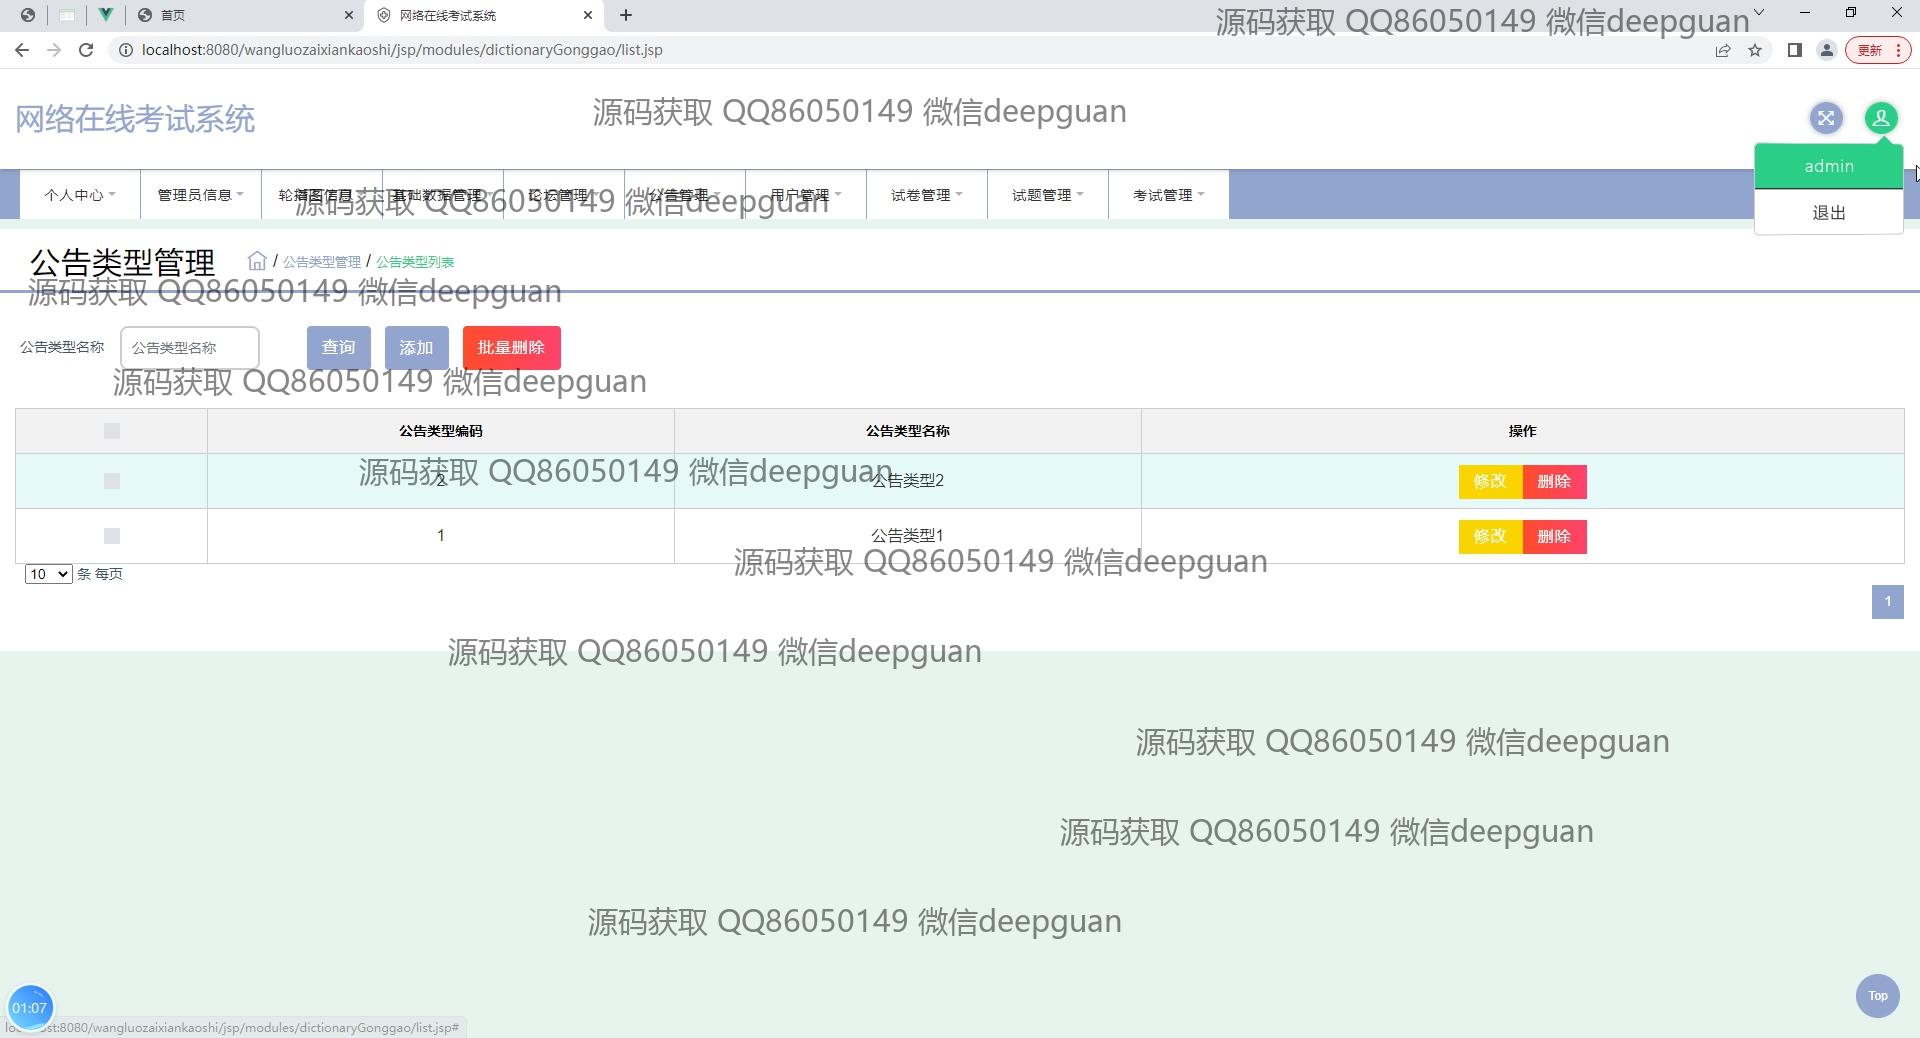 首页
网络在线考试系统
源码获取 QQ86050149 微信deepguan
localhost:8080/wangluozaixiankaoshi/jsp/modules/dictionaryGonggao/list.jsp
更新
网络在线考试系统
源码获取 QQ86050149 微信deepguan
admin
退出
个人中心 管理员信息 轮播图信息 基础数据管理 论坛管理 公告管理 用户管理 试卷管理 试题管理 考试管理
源码获取 QQ86050149 微信deepguan
公告类型管理 / 公告类型管理 / 公告类型列表
源码获取 QQ86050149 微信deepguan
公告类型名称 公告类型名称 查询 添加 批量删除
源码获取 QQ86050149 微信deepguan
公告类型编码 公告类型名称 操作
源码获取 QQ86050149 微信deepguan
2 公告类型2 修改 删除
1 公告类型1 修改 删除
源码获取 QQ86050149 微信deepguan
10 条 每页
1
源码获取 QQ86050149 微信deepguan
源码获取 QQ86050149 微信deepguan
源码获取 QQ86050149 微信deepguan
源码获取 QQ86050149 微信deepguan
Top
01:07
st:8080/wangluozaixiankaoshi/jsp/modules/dictionaryGonggao/list.jsp#